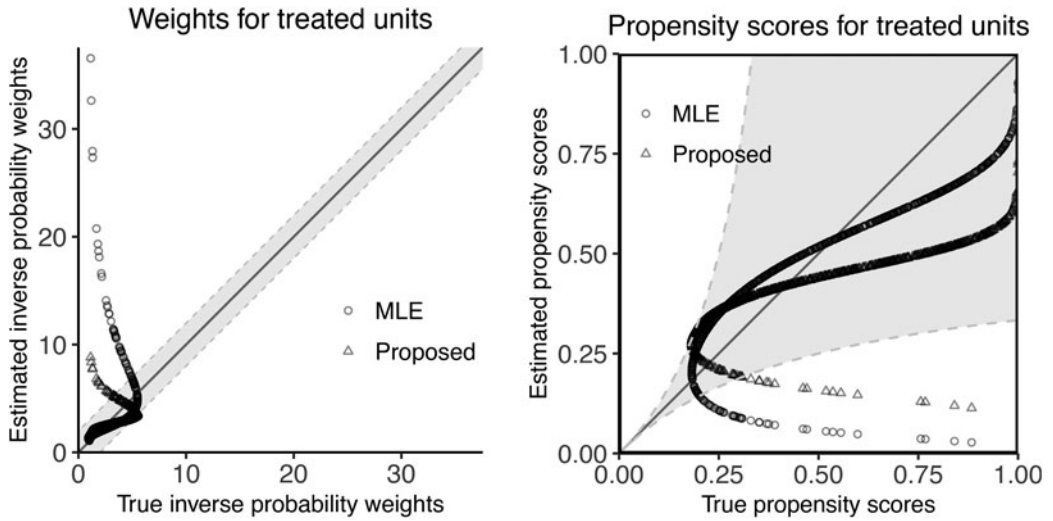 Weights for treated units
Estimated inverse probability weights
30
20
10
0
MLE
Proposed
0 10 20 30
True inverse probability weights
Propensity scores for treated units
Estimated propensity scores
1.00
0.75
0.50
0.25
0.00
MLE
Proposed
0.00 0.25 0.50 0.75 1.00
True propensity scores